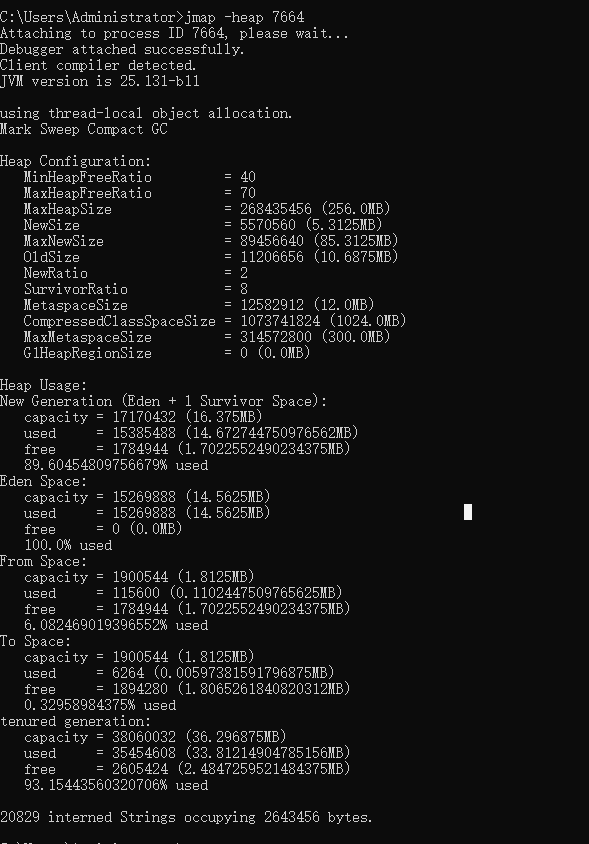 C:\Users\Administrator>jmap -heap 7664
Attaching to process ID 7664, please wait...
Debugger attached successfully.
Client compiler detected.
JVM version is 25.131-b11

using thread-local object allocation.
Mark Sweep Compact GC

Heap Configuration:
   MinHeapFreeRatio         = 40
   MaxHeapFreeRatio         = 70
   MaxHeapSize              = 268435456 (256.0MB)
   NewSize                  = 5570560 (5.3125MB)
   MaxNewSize               = 89456640 (85.3125MB)
   OldSize                  = 11206656 (10.6875MB)
   NewRatio                 = 2
   SurvivorRatio            = 8
   MetaspaceSize            = 12582912 (12.0MB)
   CompressedClassSpaceSize = 1073741824 (1024.0MB)
   MaxMetaspaceSize         = 314572800 (300.0MB)
   G1HeapRegionSize         = 0 (0.0MB)

Heap Usage:
New Generation (Eden + 1 Survivor Space):
   capacity = 17170432 (16.375MB)
   used     = 15385488 (14.672744750976562MB)
   free     = 1784944 (1.7022552490234375MB)
   89.60454809756679% used
Eden Space:
   capacity = 15269888 (14.5625MB)
   used     = 15269888 (14.5625MB)
   free     = 0 (0.0MB)
   100.0% used
From Space:
   capacity = 1900544 (1.8125MB)
   used     = 115600 (0.1102447509765625MB)
   free     = 1784944 (1.7022552490234375MB)
   6.082469019396552% used
To Space:
   capacity = 1900544 (1.8125MB)
   used     = 6264 (0.00597381591796875MB)
   free     = 1894280 (1.8065261840820312MB)
   0.32958984375% used
tenured generation:
   capacity = 38060032 (36.296875MB)
   used     = 35454608 (33.81214904785156MB)
   free     = 2605424 (2.4847259521484375MB)
   93.15443560320706% used

20829 interned Strings occupying 2643456 bytes.